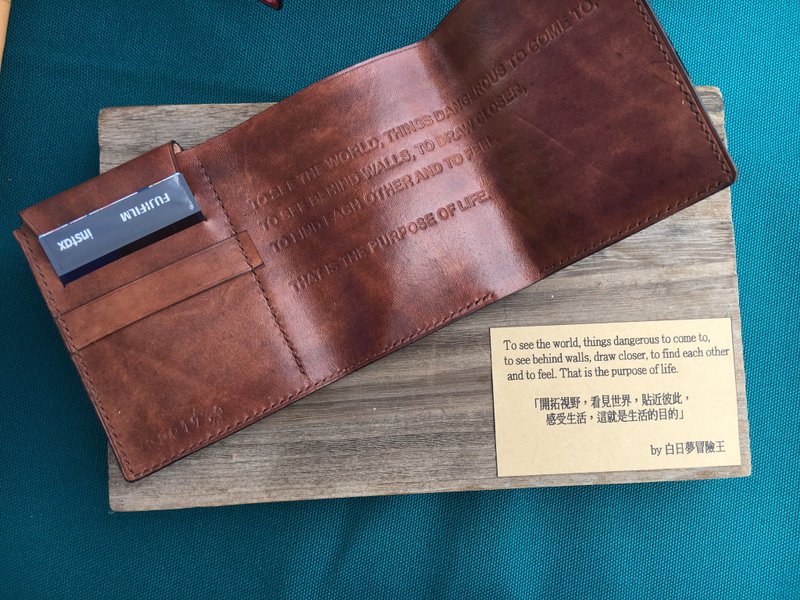 TO SEE THE WORLD, THINGS DANGEROUS TO COME TO,
TO SEE BEHIND WALLS, TO DRAW CLOSER,
TO FIND EACH OTHER AND TO FEEL.
THAT IS THE PURPOSE OF LIFE.
FUJIFILM
instax
To see the world, things dangerous to come to,
to see behind walls, draw closer, to find each other
and to feel. That is the purpose of life.
「開拓視野，看見世界，貼近彼此，
感受生活，這就是生活的目的」
by 白日夢冒險王